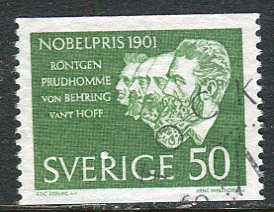 NOBELPRIS 1901
RÖNTGEN
PRUDHOMME
VON BEHRING
VANT HOFF
SVERIGE 50